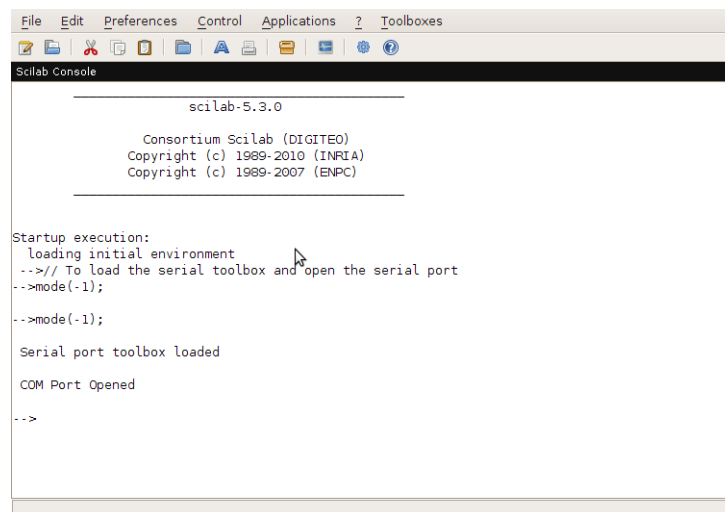 File Edit Preferences Control Applications ? Toolboxes
Scilab Console
scilab-5.3.0
Consortium Scilab (DIGITEO)
Copyright (c) 1989-2010 (INRIA)
Copyright (c) 1989-2007 (ENPC)
Startup execution:
loading initial environment
-->// To load the serial toolbox and open the serial port
-->mode(-1);
-->mode(-1);
Serial port toolbox loaded
COM Port Opened
-->